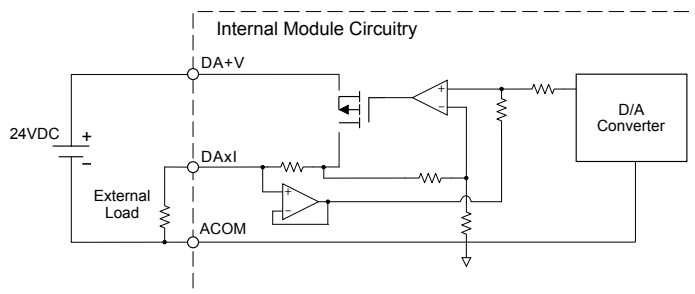 Internal Module Circuitry
DA+V
+
−
D/A
Converter
24VDC
+
−
DAxI
+
−
External
Load
ACOM